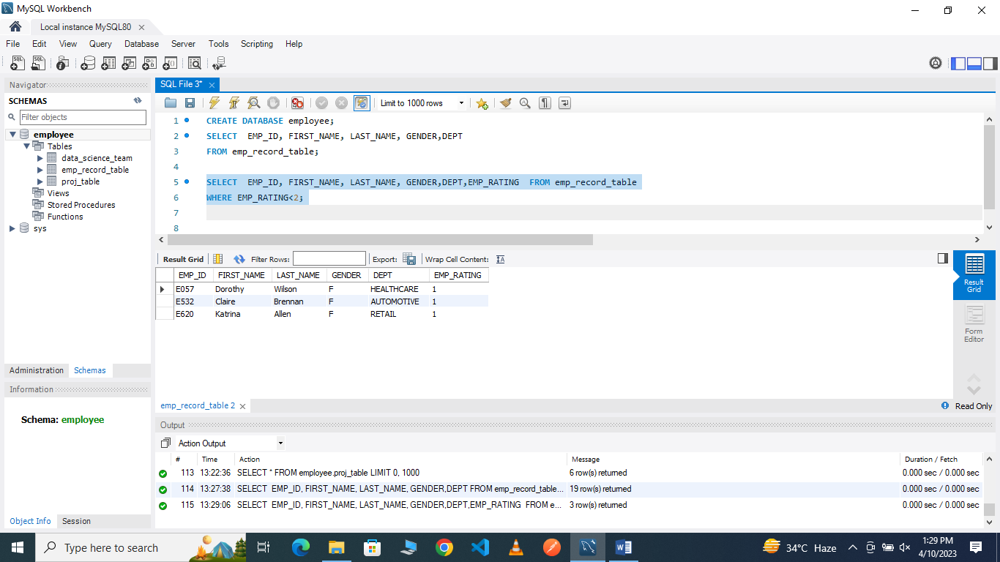 MySQL Workbench
Local instance MySQL80
File Edit View Query Database Server Tools Scripting Help
Navigator
SCHEMAS
Filter objects
employee
Tables
data_science_team
emp_record_table
proj_table
Views
Stored Procedures
Functions
sys
Administration Schemas
Information
Schema: employee
Object Info Session
SQL File 3*
Limit to 1000 rows
1 CREATE DATABASE employee;
2 SELECT EMP_ID, FIRST_NAME, LAST_NAME, GENDER,DEPT
3 FROM emp_record_table;
4
5 SELECT EMP_ID, FIRST_NAME, LAST_NAME, GENDER,DEPT,EMP_RATING FROM emp_record_table
6 WHERE EMP_RATING<2;
7
8
Result Grid Filter Rows: Export: Wrap Cell Content:
EMP_ID FIRST_NAME LAST_NAME GENDER DEPT EMP_RATING
E057 Dorothy Wilson F HEALTHCARE 1
E532 Claire Brennan F AUTOMOTIVE 1
E620 Katrina Allen F RETAIL 1
Result
Grid
Form
Editor
emp_record_table 2
Read Only
Output
Action Output
# Time Action Message Duration / Fetch
113 13:22:36 SELECT * FROM employee.proj_table LIMIT 0, 1000 6 row(s) returned 0.000 sec / 0.000 sec
114 13:27:38 SELECT EMP_ID, FIRST_NAME, LAST_NAME, GENDER,DEPT FROM emp_record_table... 19 row(s) returned 0.000 sec / 0.000 sec
115 13:29:06 SELECT EMP_ID, FIRST_NAME, LAST_NAME, GENDER,DEPT,EMP_RATING FROM e... 3 row(s) returned 0.000 sec / 0.000 sec
Type here to search
34°C Haze
1:29 PM
4/10/2023